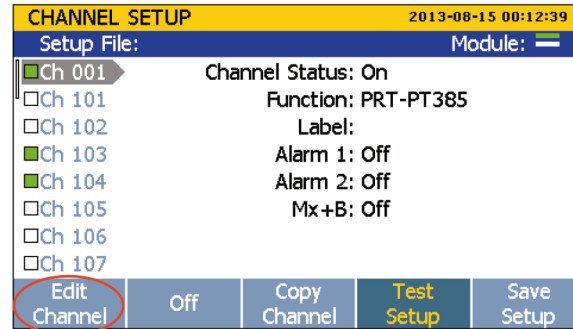 CHANNEL SETUP 2013-08-15 00:12:39
Setup File: Module:
Ch 001 Channel Status: On
Ch 101 Function: PRT-PT385
Ch 102 Label:
Ch 103 Alarm 1: Off
Ch 104 Alarm 2: Off
Ch 105 Mx+B: Off
Ch 106
Ch 107
Edit Channel Off Copy Channel Test Setup Save Setup